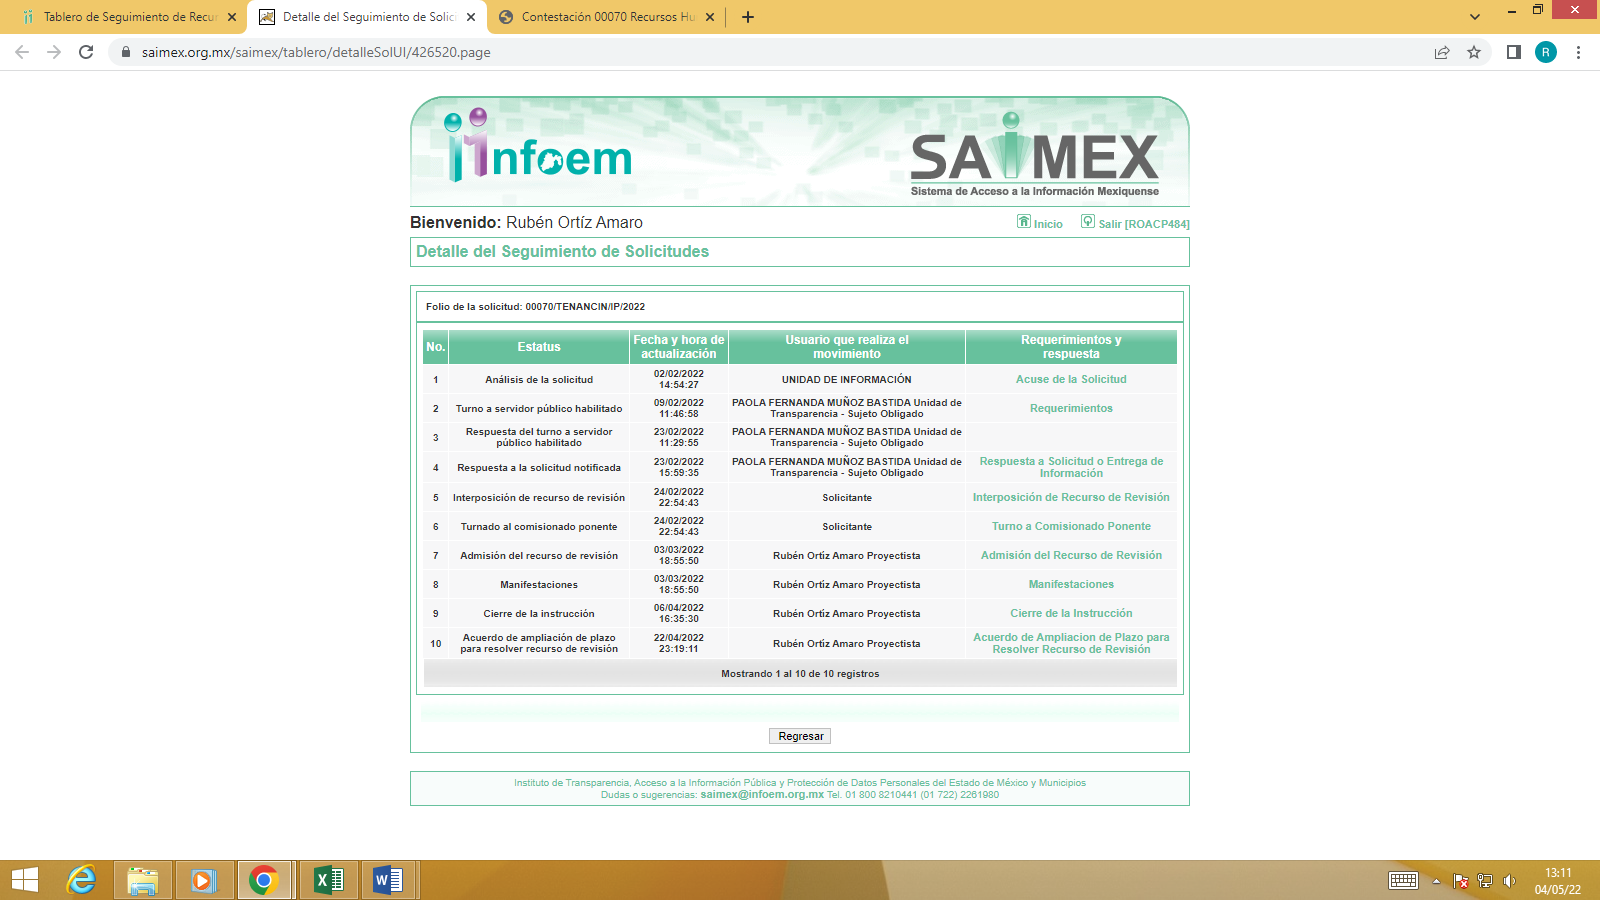 Tablero de Seguimiento de Recur
Detalle del Seguimiento de Solic
Contestación 00070 Recursos Hu
saimex.org.mx/saimex/tablero/detalleSolUI/426520.page
R
infoem
SAIMEX
Sistema de Acceso a la Información Mexiquense
Bienvenido: Rubén Ortíz Amaro
Inicio
Salir [ROACP484]
Detalle del Seguimiento de Solicitudes
Folio de la solicitud: 00070/TENANCIN/IP/2022
No.
Estatus
Fecha y hora de
actualización
Usuario que realiza el
movimiento
Requerimientos y
respuesta
1
Análisis de la solicitud
02/02/2022
14:54:27
UNIDAD DE INFORMACIÓN
Acuse de la Solicitud
2
Turno a servidor público habilitado
09/02/2022
11:46:58
PAOLA FERNANDA MUÑOZ BASTIDA Unidad de
Transparencia - Sujeto Obligado
Requerimientos
3
Respuesta del turno a servidor
público habilitado
23/02/2022
11:29:55
PAOLA FERNANDA MUÑOZ BASTIDA Unidad de
Transparencia - Sujeto Obligado
4
Respuesta a la solicitud notificada
23/02/2022
15:59:35
PAOLA FERNANDA MUÑOZ BASTIDA Unidad de
Transparencia - Sujeto Obligado
Respuesta a Solicitud o Entrega de
Información
5
Interposición de recurso de revisión
24/02/2022
22:54:43
Solicitante
Interposición de Recurso de Revisión
6
Turnado al comisionado ponente
24/02/2022
22:54:43
Solicitante
Turno a Comisionado Ponente
7
Admisión del recurso de revisión
03/03/2022
18:55:50
Rubén Ortíz Amaro Proyectista
Admisión del Recurso de Revisión
8
Manifestaciones
03/03/2022
18:55:50
Rubén Ortíz Amaro Proyectista
Manifestaciones
9
Cierre de la instrucción
06/04/2022
16:35:30
Rubén Ortíz Amaro Proyectista
Cierre de la Instrucción
10
Acuerdo de ampliación de plazo
para resolver recurso de revisión
22/04/2022
23:19:11
Rubén Ortíz Amaro Proyectista
Acuerdo de Ampliacion de Plazo para
Resolver Recurso de Revisión
Mostrando 1 al 10 de 10 registros
Regresar
Instituto de Transparencia, Acceso a la Información Pública y Protección de Datos Personales del Estado de México y Municipios
Dudas o sugerencias: saimex@infoem.org.mx Tel. 01 800 8210441 (01 722) 2261980
13:11
04/05/22